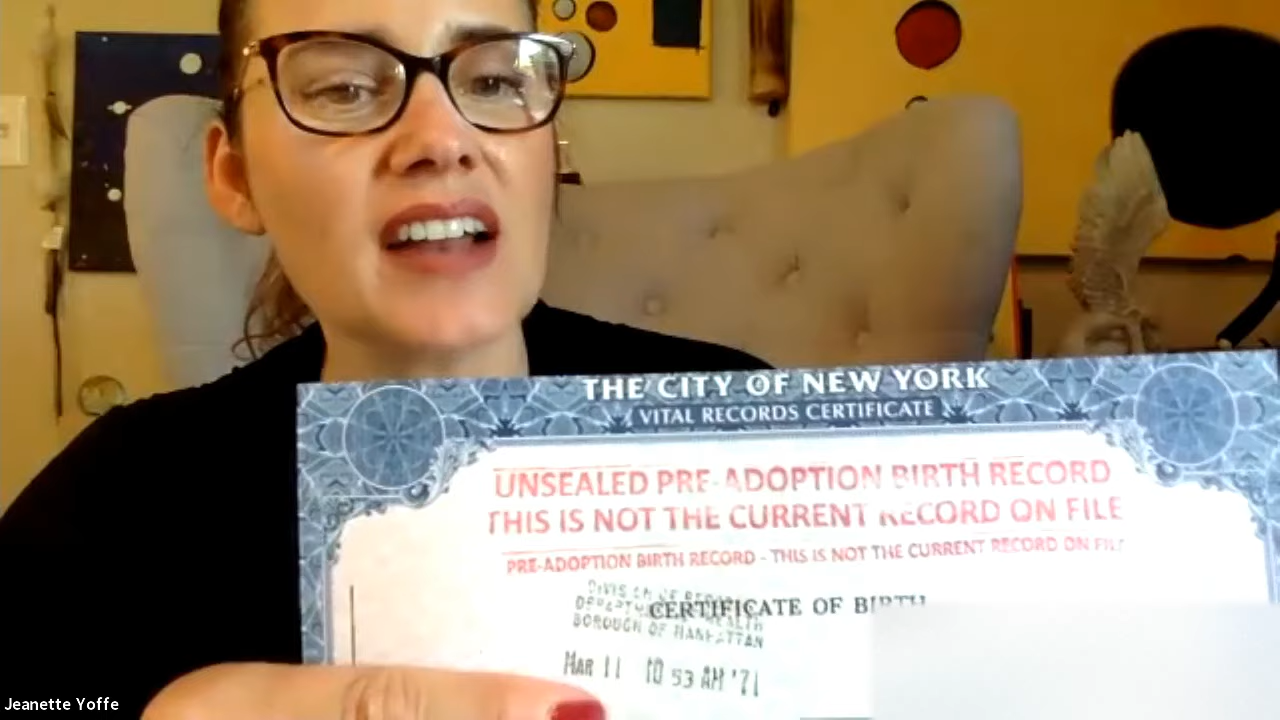 THE CITY OF NEW YORK
VITAL RECORDS CERTIFICATE
UNSEALED PRE-ADOPTION BIRTH RECORD
THIS IS NOT THE CURRENT RECORD ON FILE
PRE-ADOPTION BIRTH RECORD - THIS IS NOT THE CURRENT RECORD ON FILE
CERTIFICATE OF BIRTH
HEALTH
BOROUGH OF MANHATTAN
MAR 11 10 53 AM '71
Jeanette Yoffe